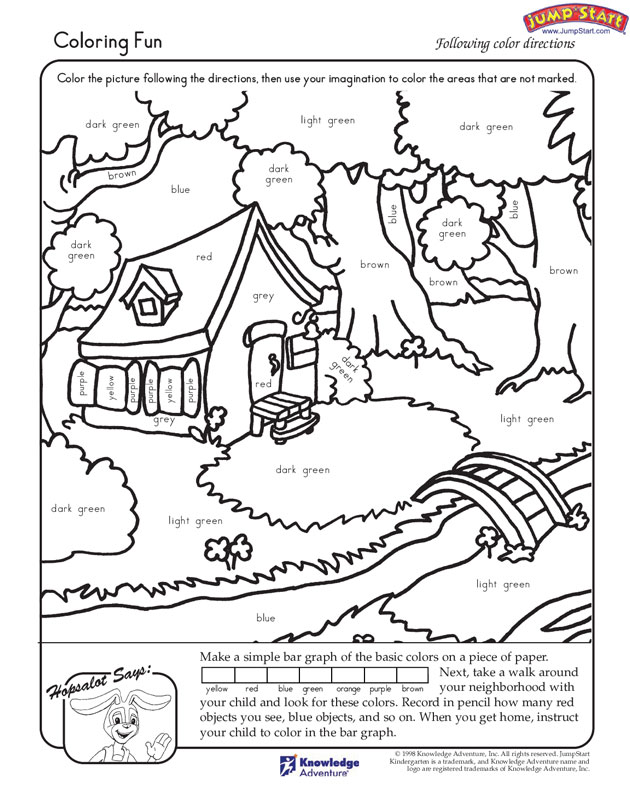 JUMPSTART
www.JumpStart.com
Coloring Fun
Following color directions
Color the picture following the directions, then use your imagination to color the areas that are not marked.
dark green
light green
dark green
brown
blue
dark
green
blue
dark
green
blue
dark
green
red
brown
brown
brown
grey
dark
green
red
purple
yellow
purple
purple
yellow
purple
grey
light green
dark green
dark green
light green
light green
blue
Make a simple bar graph of the basic colors on a piece of paper.
yellow red blue green orange purple brown
Next, take a walk around
your neighborhood with
your child and look for these colors. Record in pencil how many red
objects you see, blue objects, and so on. When you get home, instruct
your child to color in the bar graph.
Hopsalot Says:
Knowledge
Adventure®
© 1998 Knowledge Adventure, Inc. All rights reserved. JumpStart
Kindergarten is a trademark, and Knowledge Adventure name and
logo are registered trademarks of Knowledge Adventure, Inc.